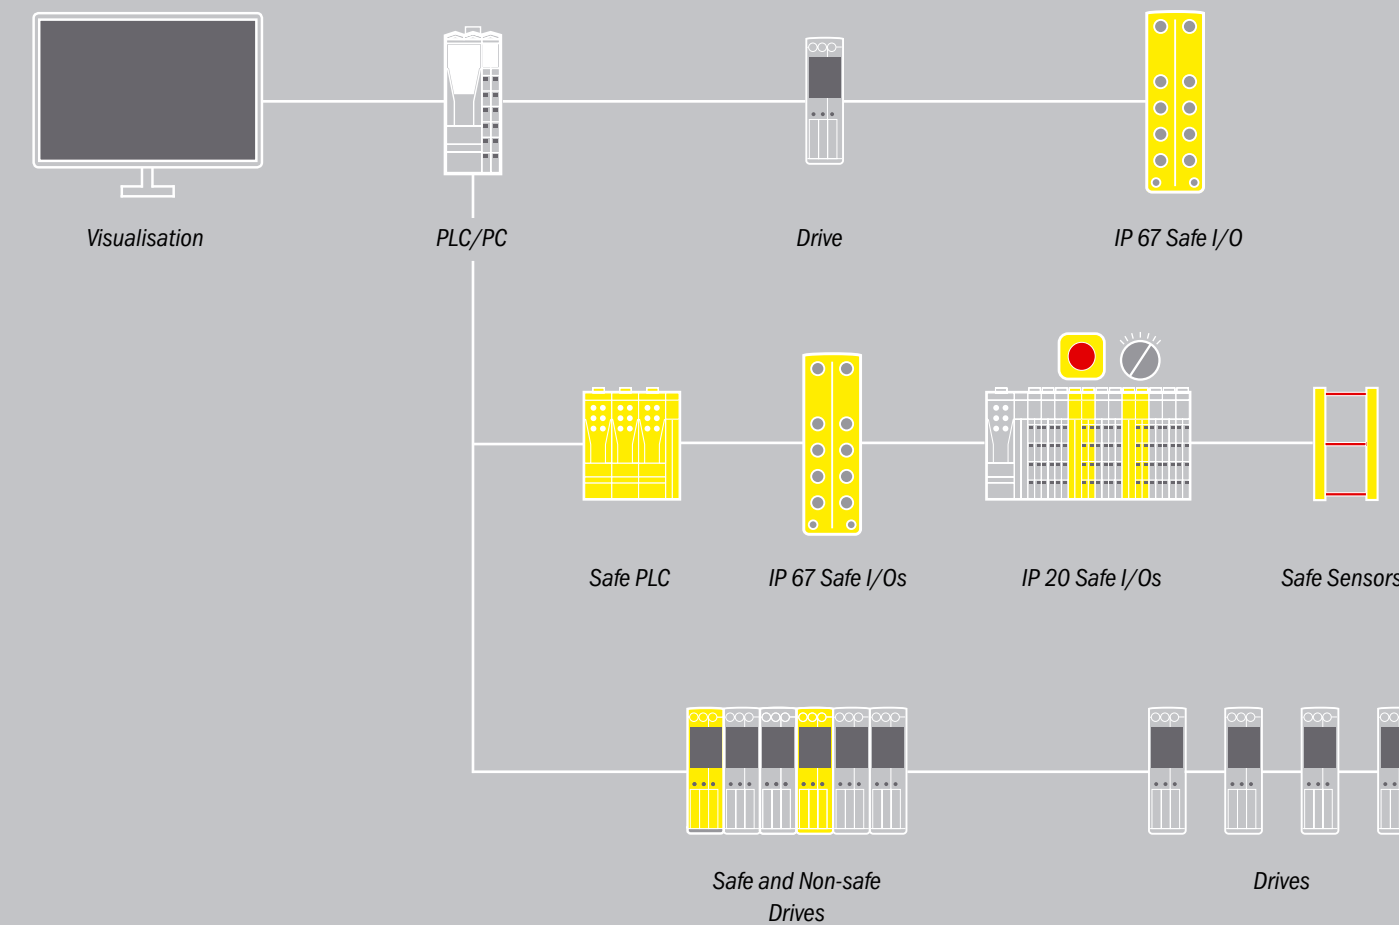 Visualisation
PLC/PC
Drive
IP 67 Safe I/O
Safe PLC
IP 67 Safe I/Os
IP 20 Safe I/Os
Safe Sensors
Safe and Non-safe
Drives
Drives